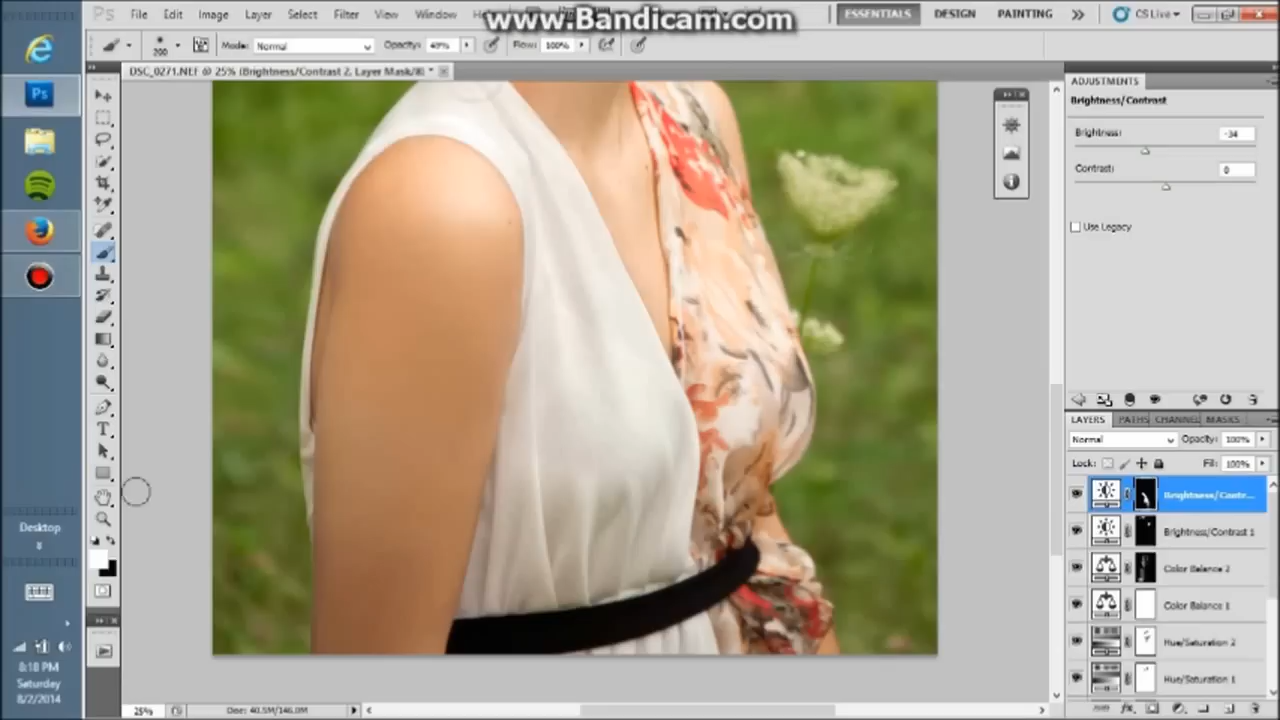 www.Bandicam.com
Ps File Edit Image Layer Select Filter View Window ESSENTIALS DESIGN PAINTING CS Live
200 Mode: Normal Opacity: 49% Flow: 100%
DSC_0271.NEF @ 25% (Brightness/Contrast 2, Layer Mask/8) *
ADJUSTMENTS
Brightness/Contrast
Brightness: -34
Contrast: 0
Use Legacy
LAYERS PATHS CHANNEL MASKS
Normal Opacity: 100%
Lock: Fill: 100%
Brightness/Contr...
Brightness/Contrast 1
Color Balance 2
Color Balance 1
Hue/Saturation 2
Hue/Saturation 1
Ps
Desktop
8:18 PM
Saturday
8/2/2014
25% Doc: 40.5M/146.0M